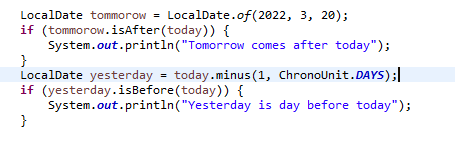 LocalDate tommorow = LocalDate.of(2022, 3, 20);
if (tommorow.isAfter(today)) {
    System.out.println("Tomorrow comes after today");
}
LocalDate yesterday = today.minus(1, ChronoUnit.DAYS);
if (yesterday.isBefore(today)) {
    System.out.println("Yesterday is day before today");
}